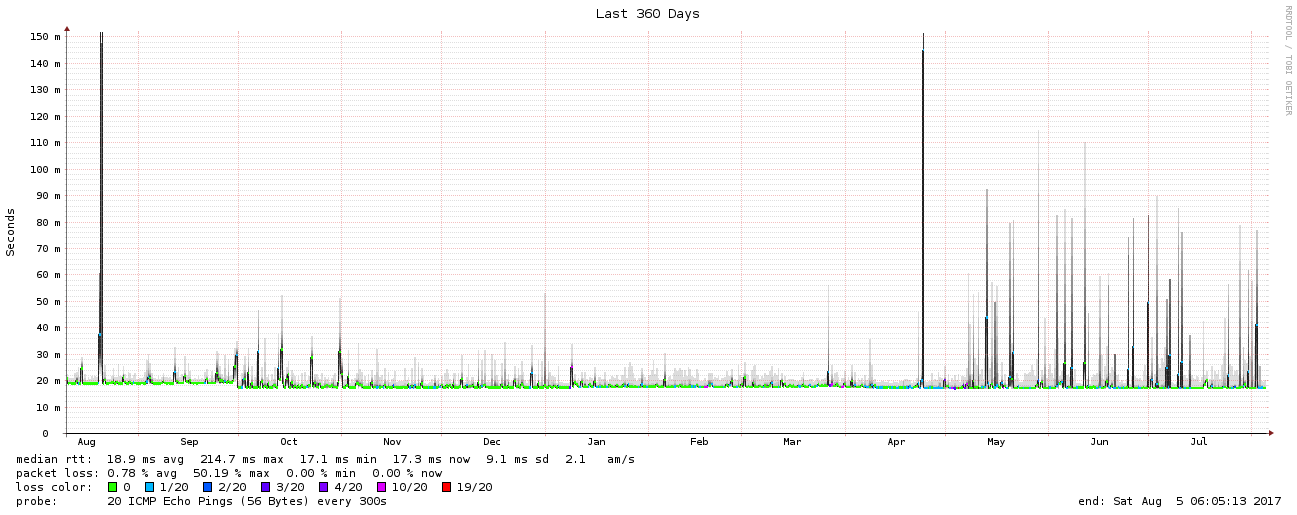 Last 360 Days
RRDTOOL / TOBI OETIKER
Seconds
150 m
140 m
130 m
120 m
110 m
100 m
90 m
80 m
70 m
60 m
50 m
40 m
30 m
20 m
10 m
0
Aug Sep Oct Nov Dec Jan Feb Mar Apr May Jun Jul
median rtt: 18.9 ms avg 214.7 ms max 17.1 ms min 17.3 ms now 9.1 ms sd 2.1 am/s
packet loss: 0.78 % avg 50.19 % max 0.00 % min 0.00 % now
loss color: 0 1/20 2/20 3/20 4/20 10/20 19/20
probe: 20 ICMP Echo Pings (56 Bytes) every 300s end: Sat Aug 5 06:05:13 2017